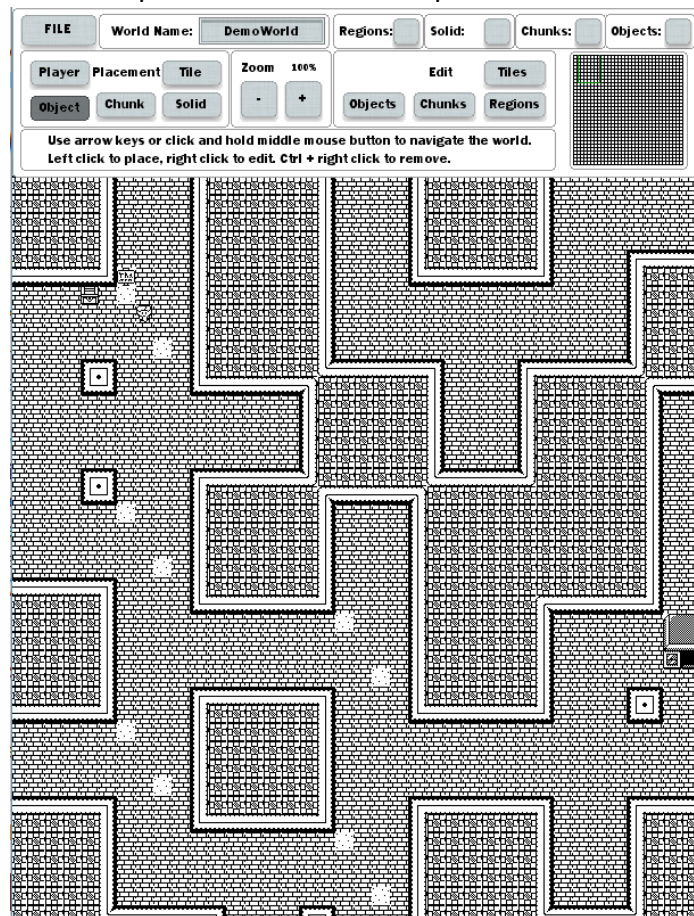 FILE
World Name: DemoWorld
Regions:
Solid:
Chunks:
Objects:
Player Placement Tile
Object Chunk Solid
Zoom 100%
- +
Edit Tiles
Objects Chunks Regions
Use arrow keys or click and hold middle mouse button to navigate the world.
Left click to place, right click to edit. Ctrl + right click to remove.